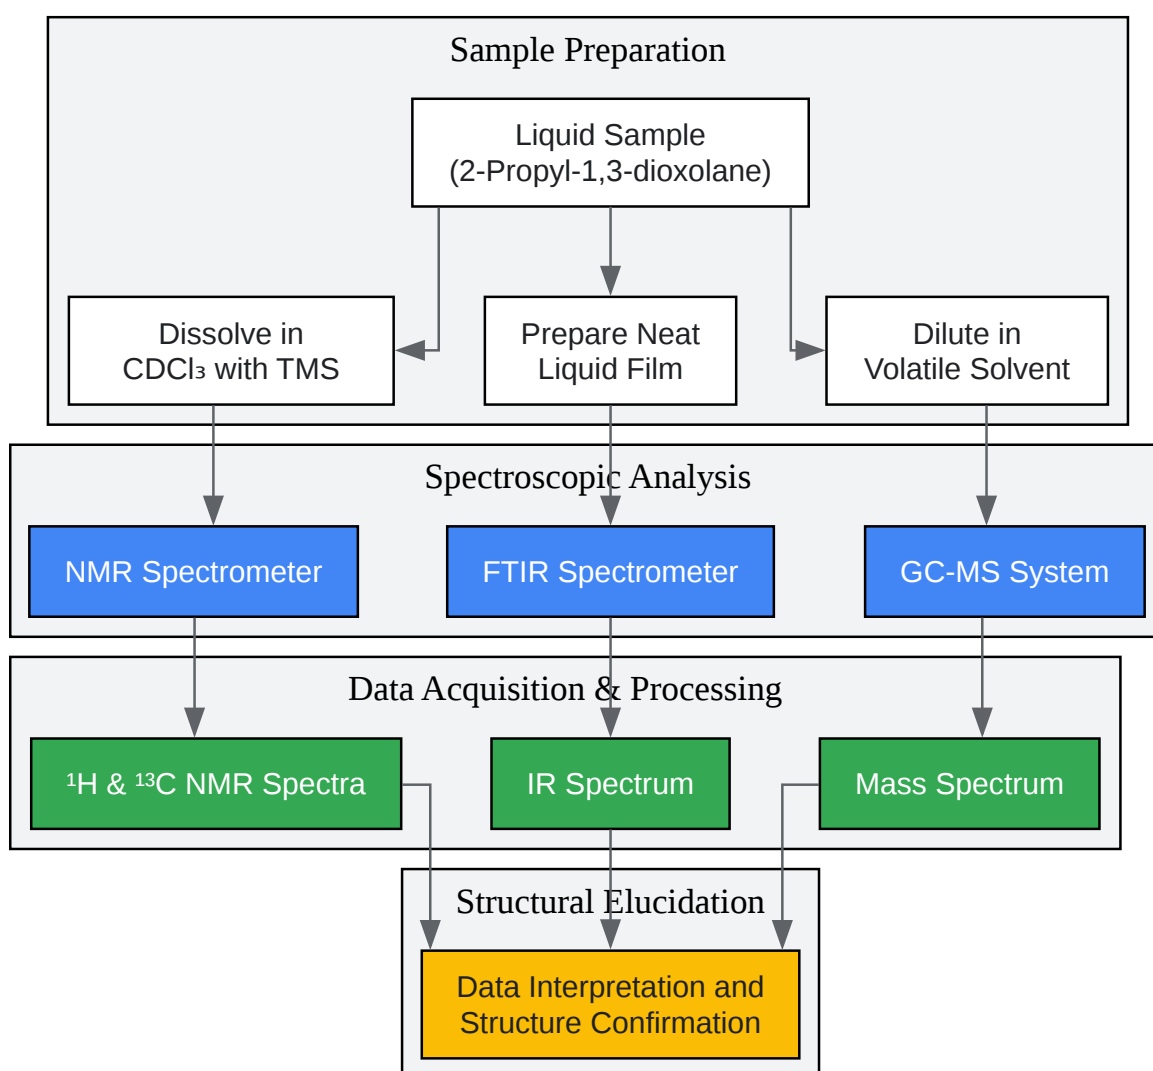 Sample Preparation
Liquid Sample
(2-Propyl-1,3-dioxolane)
Dissolve in
CDCl₃ with TMS
Prepare Neat
Liquid Film
Dilute in
Volatile Solvent
Spectroscopic Analysis
NMR Spectrometer
FTIR Spectrometer
GC-MS System
Data Acquisition & Processing
¹H & ¹³C NMR Spectra
IR Spectrum
Mass Spectrum
Structural Elucidation
Data Interpretation and
Structure Confirmation